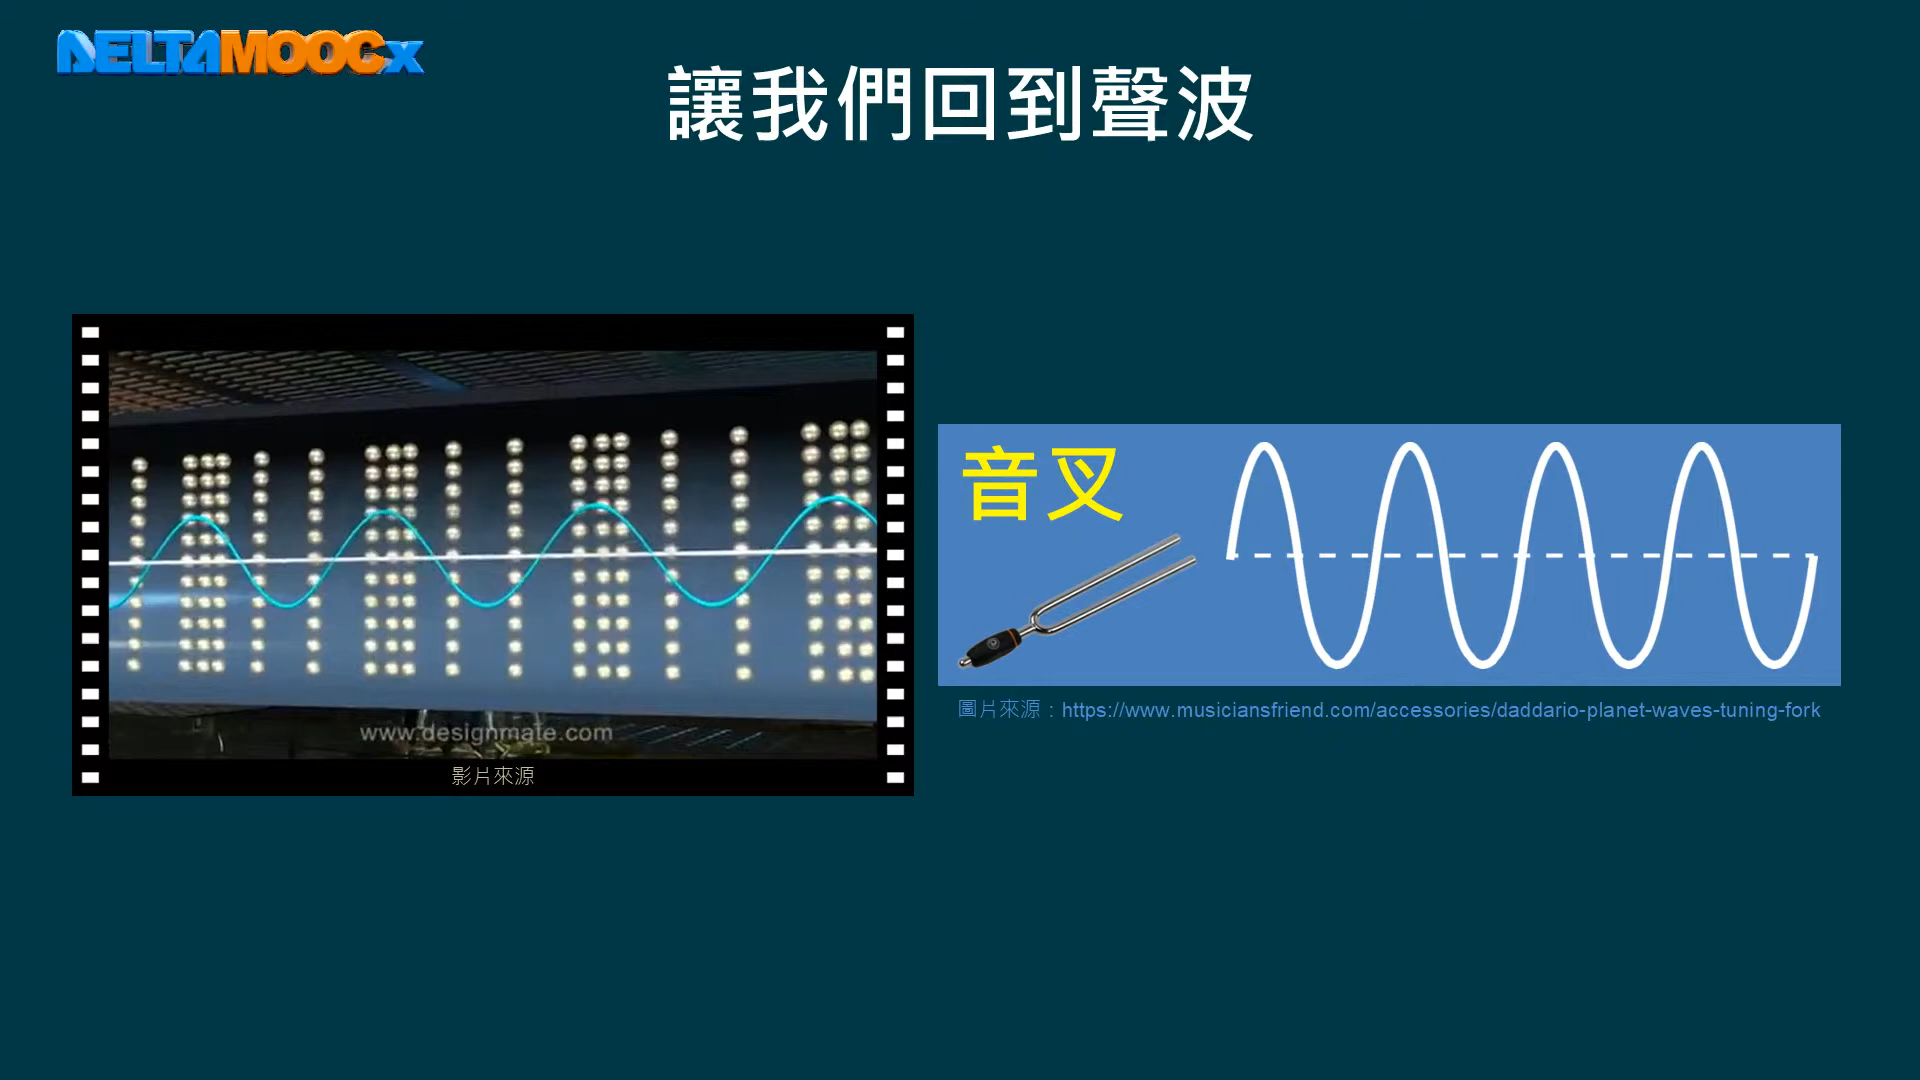 DELTAMOOCx
讓我們回到聲波
www.designmate.com
影片來源
音叉
圖片來源：https://www.musiciansfriend.com/accessories/daddario-planet-waves-tuning-fork